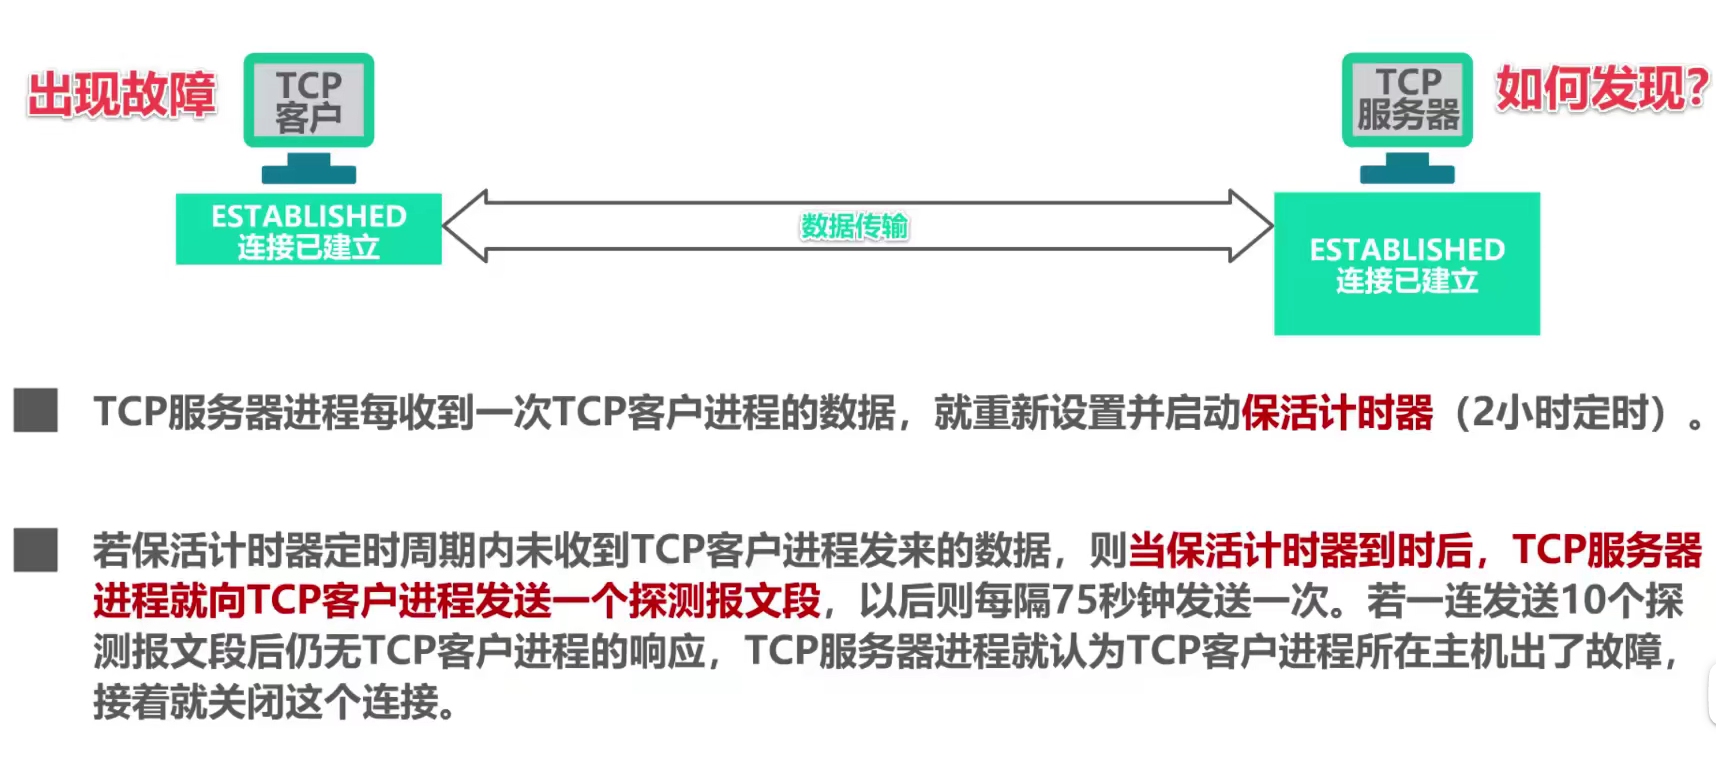 出现故障
TCP
客户
TCP
服务器
如何发现?
ESTABLISHED
连接已建立
数据传输
ESTABLISHED
连接已建立
TCP服务器进程每收到一次TCP客户进程的数据，就重新设置并启动保活计时器（2小时定时）。
若保活计时器定时周期内未收到TCP客户进程发来的数据，则当保活计时器到时后，TCP服务器
进程就向TCP客户进程发送一个探测报文段，以后则每隔75秒钟发送一次。若一连发送10个探
测报文段后仍无TCP客户进程的响应，TCP服务器进程就认为TCP客户进程所在主机出了故障，
接着就关闭这个连接。